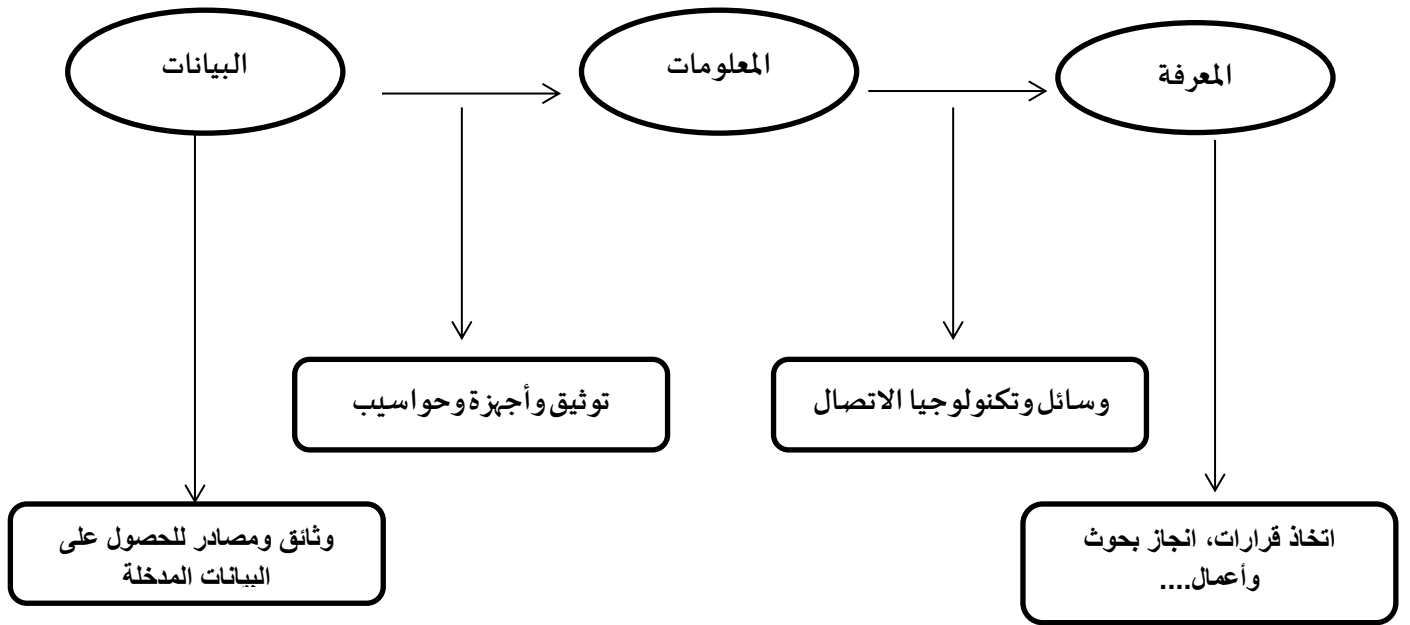 البيانات
المعلومات
المعرفة
توثيق وأجهزة وحواسيب
وسائل وتكنولوجيا الاتصال
وثائق ومصادر للحصول على
البيانات المدخلة
اتخاذ قرارات، انجاز بحوث
وأعمال....